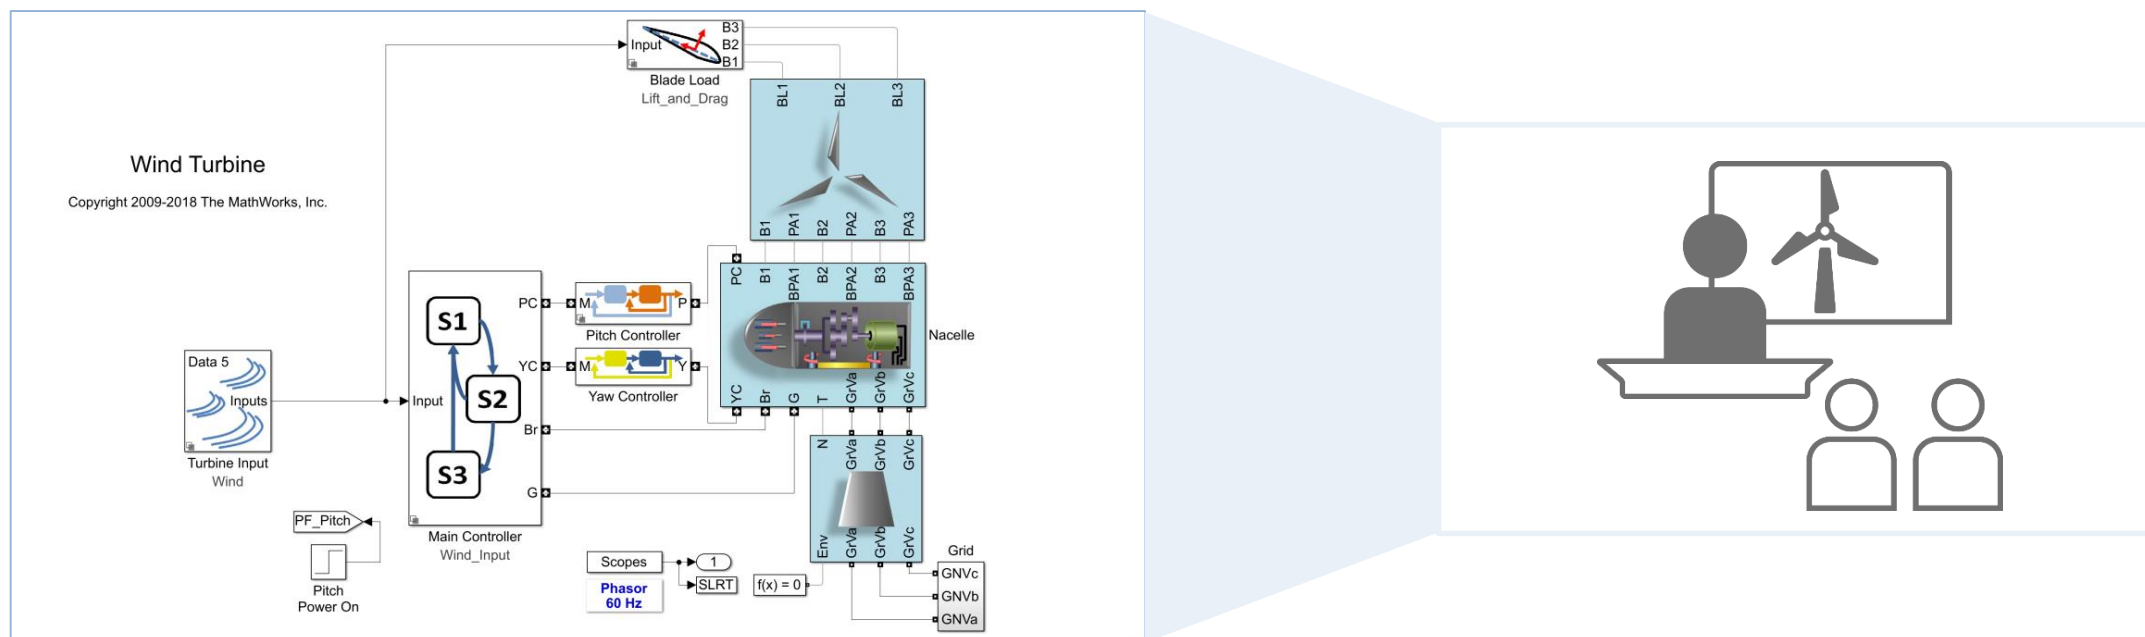 Wind Turbine
Copyright 2009-2018 The MathWorks, Inc.
Input
B3
B2
B1
Blade Load
Lift_and_Drag
BL1
BL2
BL3
B1
PA1
B2
PA2
B3
PA3
PC
B1
BPA1
B2
BPA2
B3
BPA3
Nacelle
YC
Br
G
T
GrVa
GrVb
GrVc
Data 5
Inputs
Turbine Input
Wind
Input
S1
S2
S3
PC
YC
Br
G
Main Controller
Wind_Input
M
P
Pitch Controller
M
Y
Yaw Controller
N
GrVa
GrVb
GrVc
Env
GrVa
GrVb
GrVc
PF_Pitch
Pitch
Power On
Scopes
1
SLRT
Phasor
60 Hz
f(x) = 0
Grid
GNVc
GNVb
GNVa